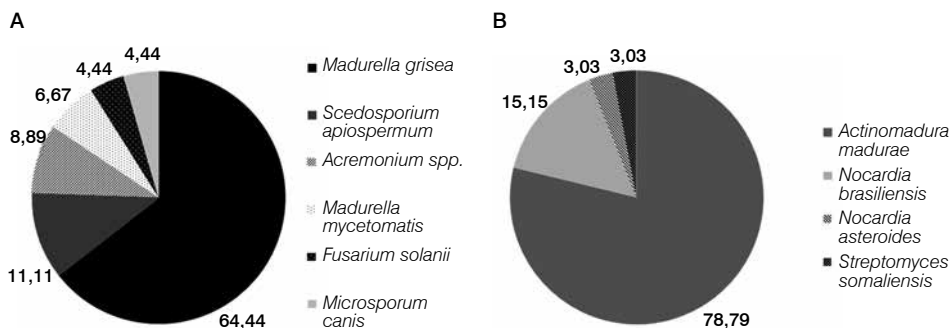 A
4,44
4,44
6,67
8,89
11,11
64,44
Madurella grisea
Scedosporium
apiospermum
Acremonium spp.
Madurella
mycetomatis
Fusarium solanii
Microsporum
canis
B
3,03
3,03
15,15
78,79
Actinomadura
madurae
Nocardia
brasiliensis
Nocardia
asteroides
Streptomyces
somaliensis